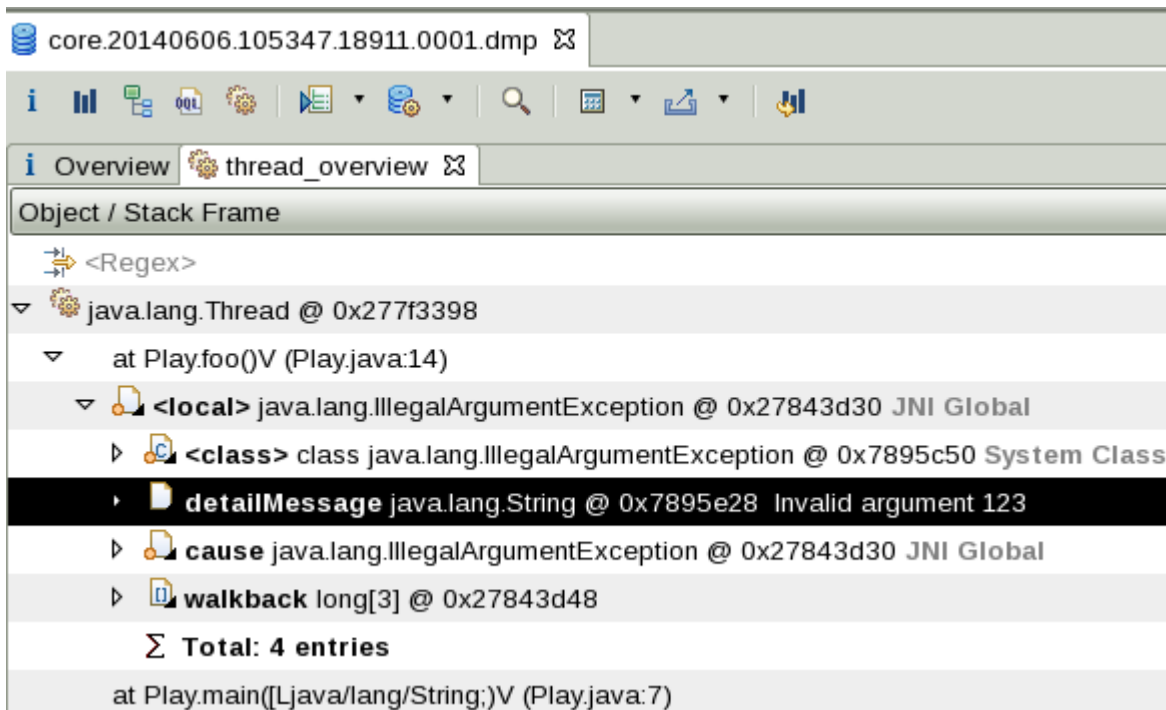 core.20140606.105347.18911.0001.dmp
i OQL
i Overview thread_overview
Object / Stack Frame
<Regex>
java.lang.Thread @ 0x277f3398
at Play.foo()V (Play.java:14)
<local> java.lang.IllegalArgumentException @ 0x27843d30 JNI Global
<class> class java.lang.IllegalArgumentException @ 0x7895c50 System Class
detailMessage java.lang.String @ 0x7895e28 Invalid argument 123
cause java.lang.IllegalArgumentException @ 0x27843d30 JNI Global
walkback long[3] @ 0x27843d48
Σ Total: 4 entries
at Play.main([Ljava/lang/String;)V (Play.java:7)